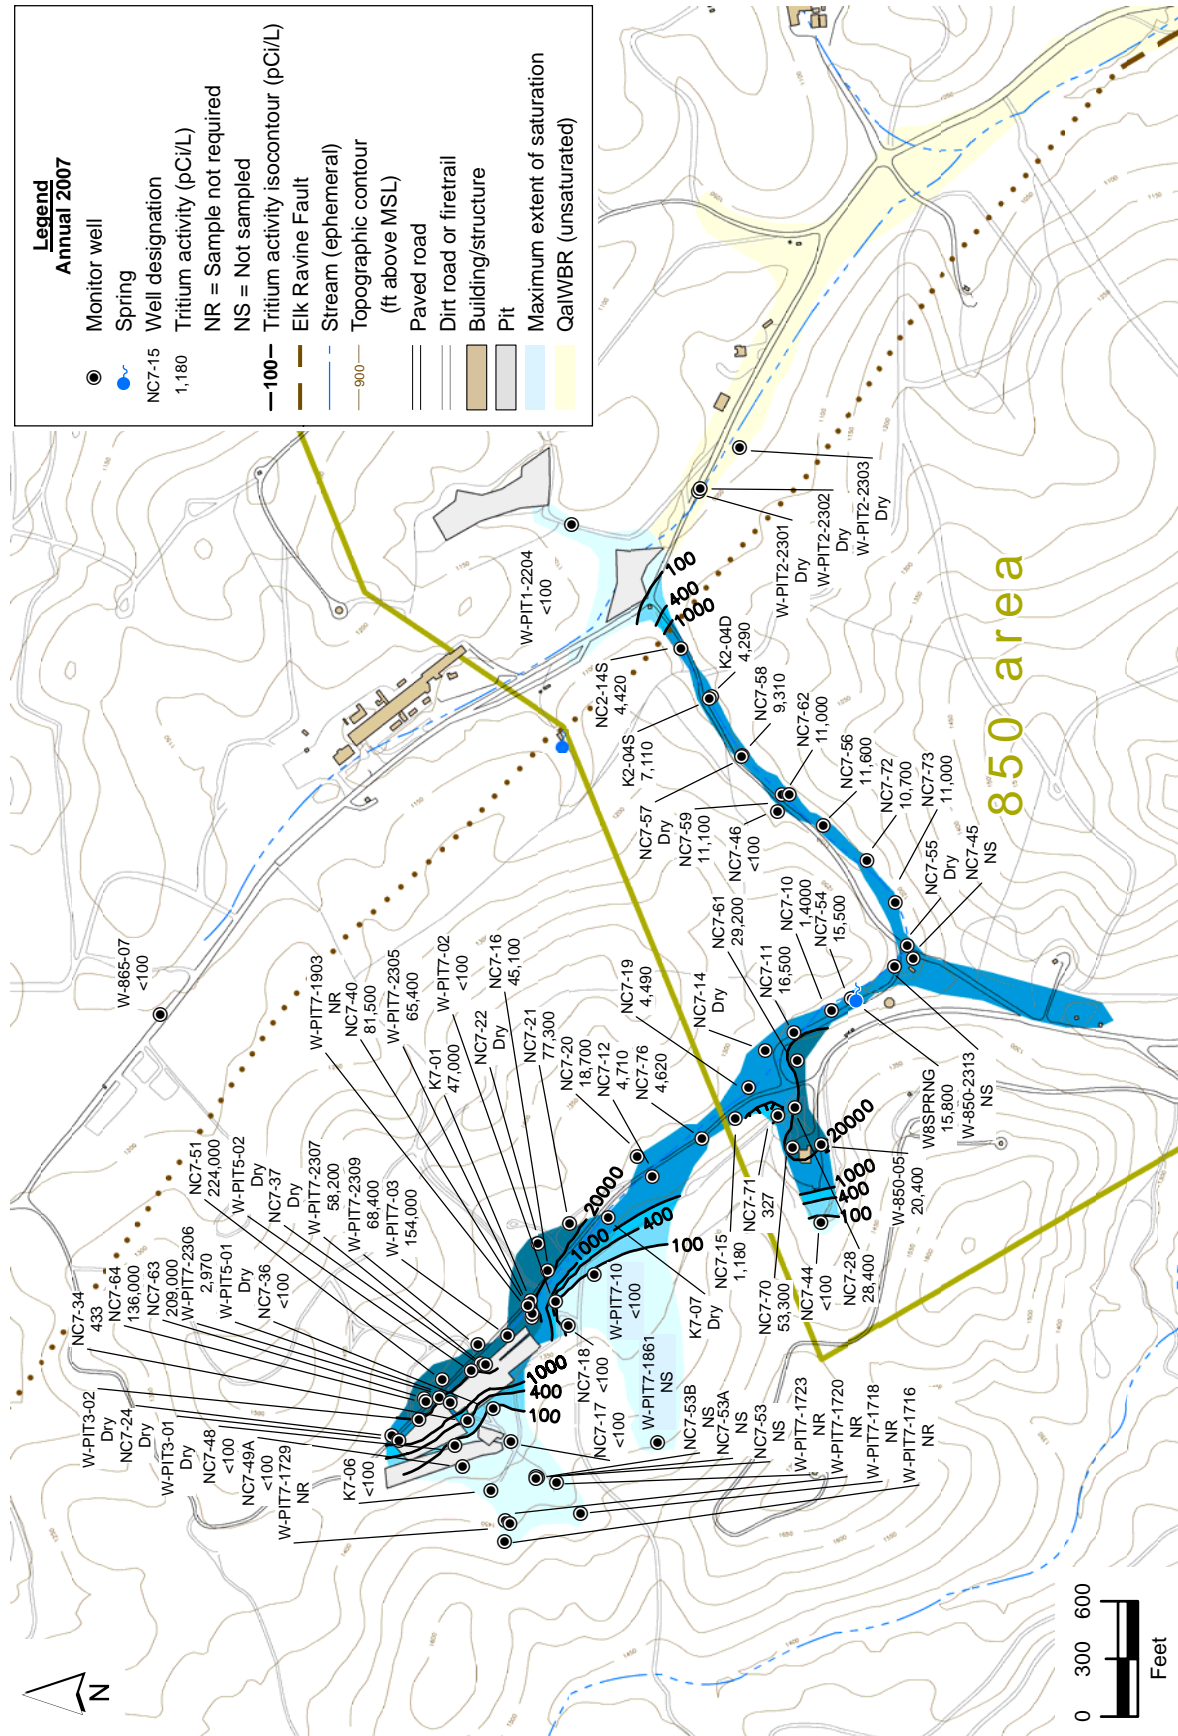 Legend
Annual 2007
Monitor well
Spring
NC7-15 Well designation
1,180 Tritium activity (pCi/L)
NR = Sample not required
NS = Not sampled
100 Tritium activity isocontour (pCi/L)
Elk Ravine Fault
Stream (ephemeral)
900 Topographic contour
(ft above MSL)
Paved road
Dirt road or firetrail
Building/structure
Pit
Maximum extent of saturation
Qal/WBR (unsaturated)
N
W-PIT3-02
Dry
NC7-24
Dry
W-PIT3-01
Dry
NC7-48
<100
NC7-49A
<100
W-PIT7-1729
NR
K7-06
<100
NC7-34
433
NC7-64
136,000
NC7-63
209,000
W-PIT7-2306
2,970
W-PIT5-01
Dry
NC7-36
<100
NC7-51
224,000
W-PIT5-02
Dry
NC7-37
Dry
W-PIT7-2307
58,200
W-PIT7-2309
68,400
W-PIT7-03
154,000
W-PIT7-1903
NR
NC7-40
81,500
W-PIT7-2305
65,400
K7-01
47,000
W-PIT7-02
<100
NC7-22
Dry
NC7-16
45,100
NC7-21
77,300
NC7-20
18,700
NC7-12
4,710
NC7-76
4,620
W-865-07
<100
NC7-19
4,490
NC7-14
Dry
NC7-61
29,200
NC7-11
16,500
NC7-10
1,4000
NC7-54
15,500
W-PIT1-2204
<100
NC2-14S
4,420
K2-04S
7,110
K2-04D
4,290
NC7-57
Dry
NC7-58
9,310
NC7-59
11,100
NC7-62
11,000
NC7-46
<100
NC7-56
11,600
NC7-72
10,700
NC7-73
11,000
NC7-55
Dry
NC7-45
NS
W-PIT2-2301
Dry
W-PIT2-2302
Dry
W-PIT2-2303
Dry
850 area
W8SPRNG
15,800
W-850-2313
NS
W-850-05
20,400
NC7-71
327
NC7-15
1,180
NC7-70
53,300
NC7-44
<100
NC7-28
28,400
K7-07
Dry
W-PIT7-10
<100
W-PIT7-1861
NS
NC7-18
<100
NC7-17
<100
NC7-53B
NS
NC7-53A
NS
NC7-53
NS
W-PIT7-1723
NR
W-PIT7-1720
NR
W-PIT7-1718
NR
W-PIT7-1716
NR
100
400
1000
20000
1000
400
100
1000
400
100
20000
1000
400
100
0 300 600
Feet